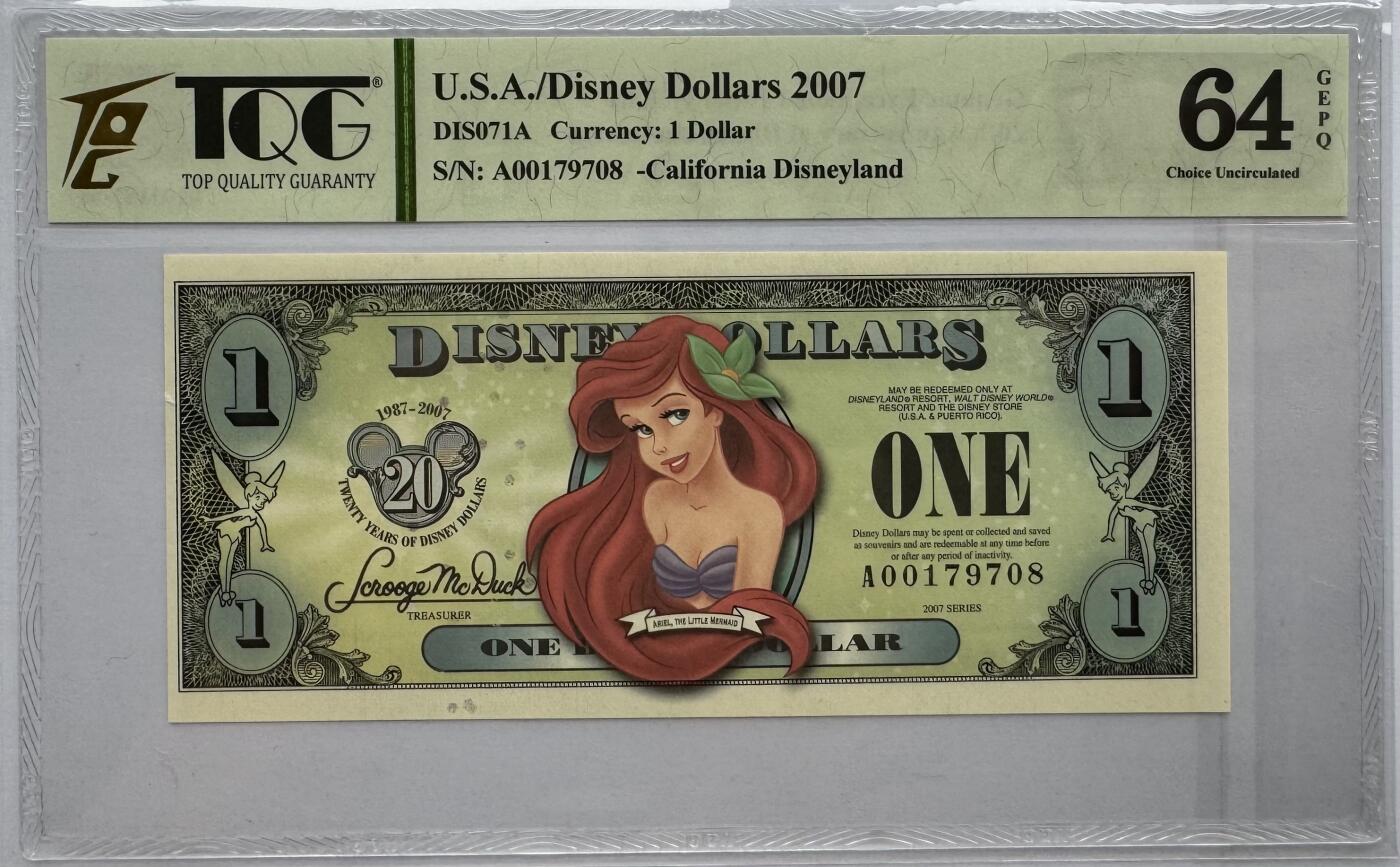 TQG®
TOP QUALITY GUARANTY
U.S.A./Disney Dollars 2007
DIS071A Currency: 1 Dollar
S/N: A00179708 -California Disneyland
64
GEPQ
Choice Uncirculated
DISNEY DOLLARS
1
1
1987-2007
20
TWENTY YEARS OF DISNEY DOLLARS
Scrooge McDuck
TREASURER
MAY BE REDEEMED ONLY AT
DISNEYLAND® RESORT, WALT DISNEY WORLD®
RESORT AND THE DISNEY STORE
(U.S.A. & PUERTO RICO).
ONE
Disney Dollars may be spent or collected and saved
as souvenirs and are redeemable at any time before
or after any period of inactivity.
A00179708
2007 SERIES
ARIEL, THE LITTLE MERMAID
1
ONE DOLLAR
1